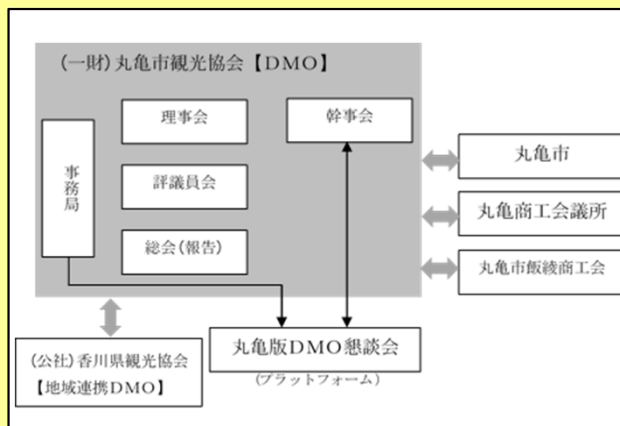 (一財)丸亀市観光協会【DMO】
理事会
幹事会
事務局
評議員会
総会(報告)
丸亀市
丸亀商工会議所
丸亀市飯綾商工会
(公社)香川県観光協会
【地域連携DMO】
丸亀版DMO懇談会
(プラットフォーム)